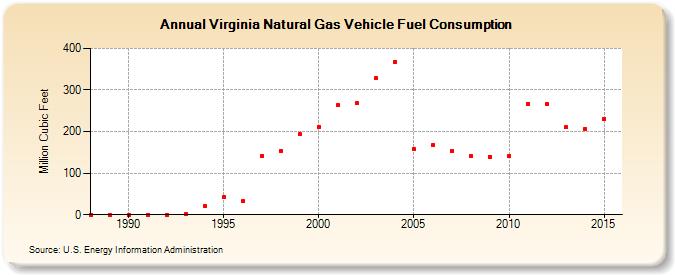 Annual Virginia Natural Gas Vehicle Fuel Consumption
Million Cubic Feet
400
300
200
100
0
1990 1995 2000 2005 2010 2015
Source: U.S. Energy Information Administration